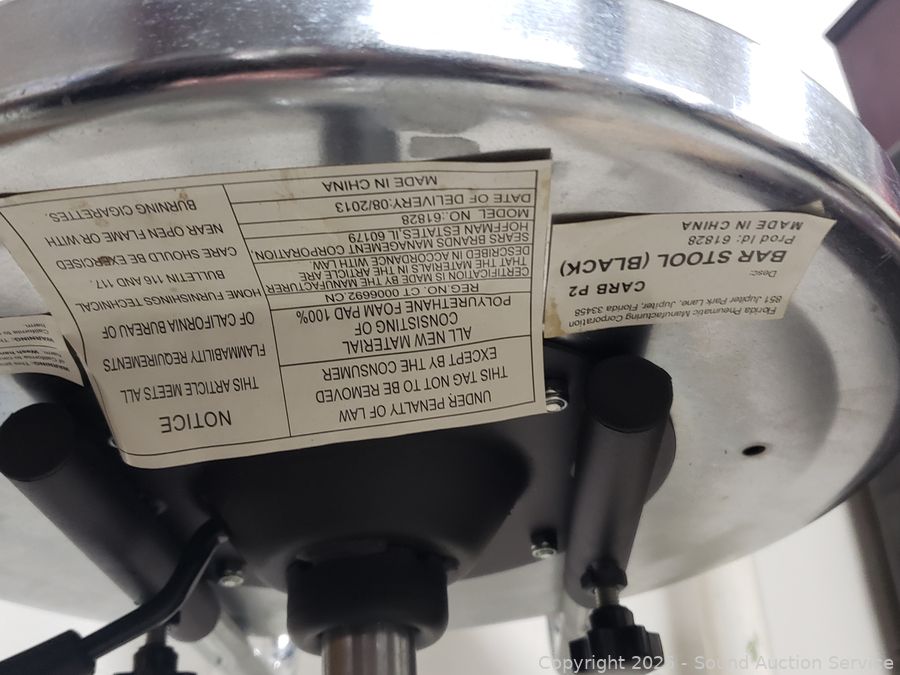 UNDER PENALTY OF LAW
THIS TAG NOT TO BE REMOVED
EXCEPT BY THE CONSUMER
ALL NEW MATERIAL
CONSISTING OF
POLYURETHANE FOAM PAD 100%
REG.NO. CT 0006692.CN
CERTIFICATION IS MADE BY THE MANUFACTURER
THAT THE MATERIALS IN THE ARTICLE ARE
DESCRIBED IN ACCORDANCE WITH LAW
SEARS BRANDS MANAGEMENT CORPORATION
HOFFMAN ESTATES,IL 60179
MODEL NO.:61828
DATE OF DELIVERY:08/2013
MADE IN CHINA
NOTICE
THIS ARTICLE MEETS ALL
FLAMMABILITY REQUIREMENTS
OF CALIFORNIA BUREAU OF
HOME FURNISHINGS TECHNICAL
BULLETIN 116 AND 117.
CARE SHOULD BE EXERCISED
NEAR OPEN FLAME OR WITH
BURNING CIGARETTES.
Florida Pneumatic Manufacturing Corporation
851 Jupiter Park Lane, Jupiter, Florida 33458
CARB P2
Desc:
BAR STOOL (BLACK)
Prod Id: 61828
MADE IN CHINA
WARNING:
California to
harm.
Copyright - Sound Auction Service